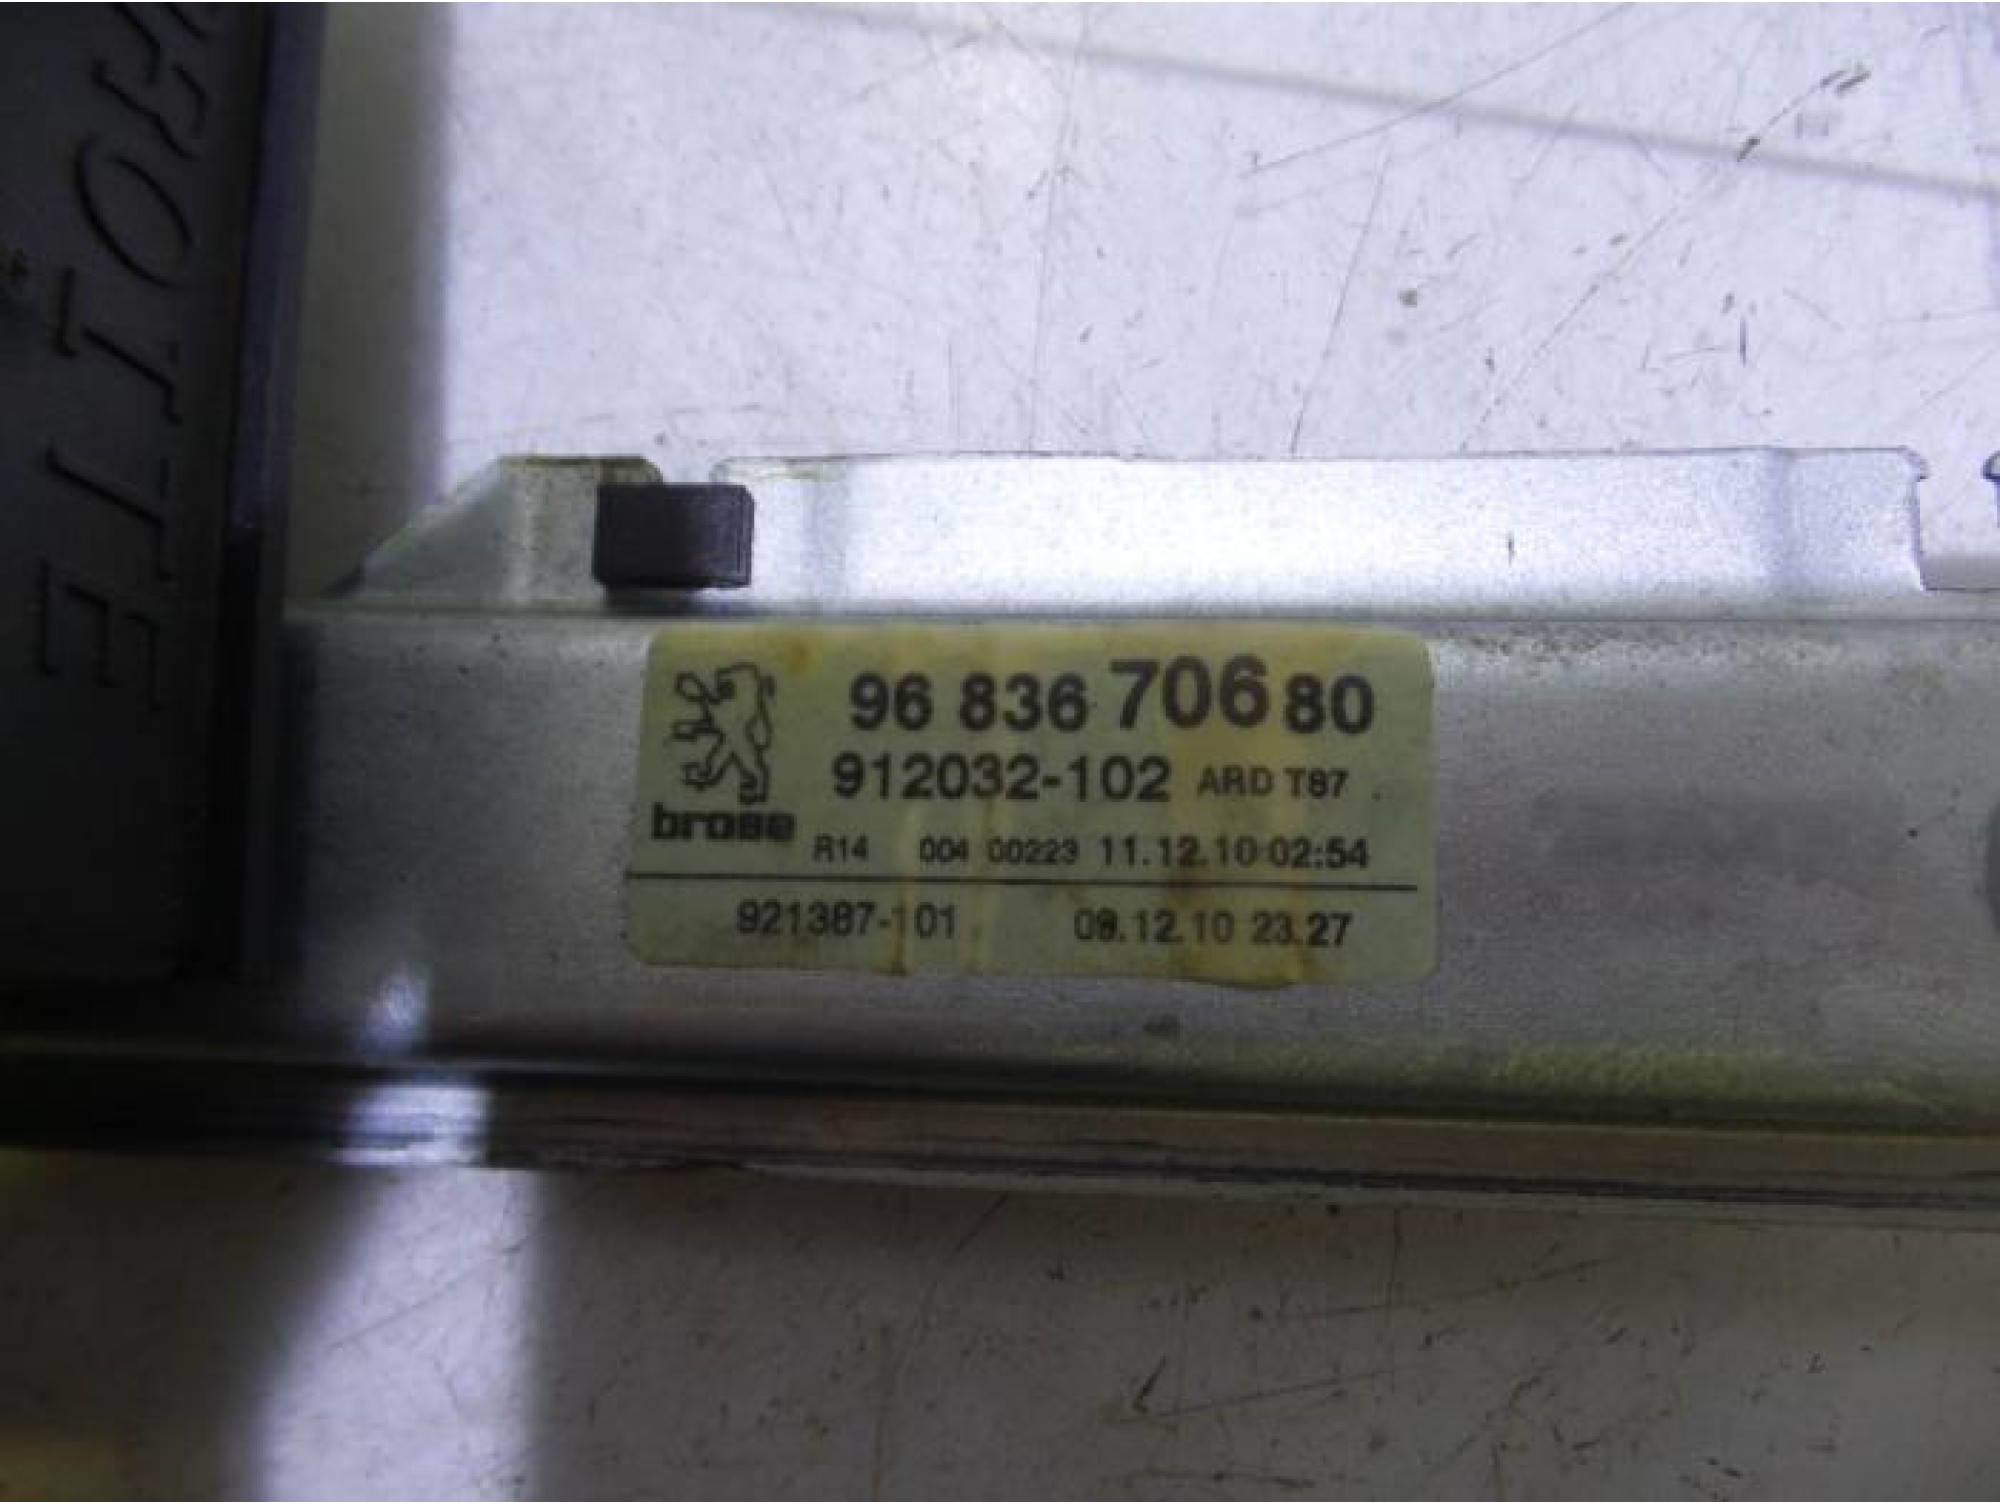 96 836 706 80
912032-102 ARD T87
brose
R14 004 00223 11.12.10 02:54
921387-101 09.12.10 23.27